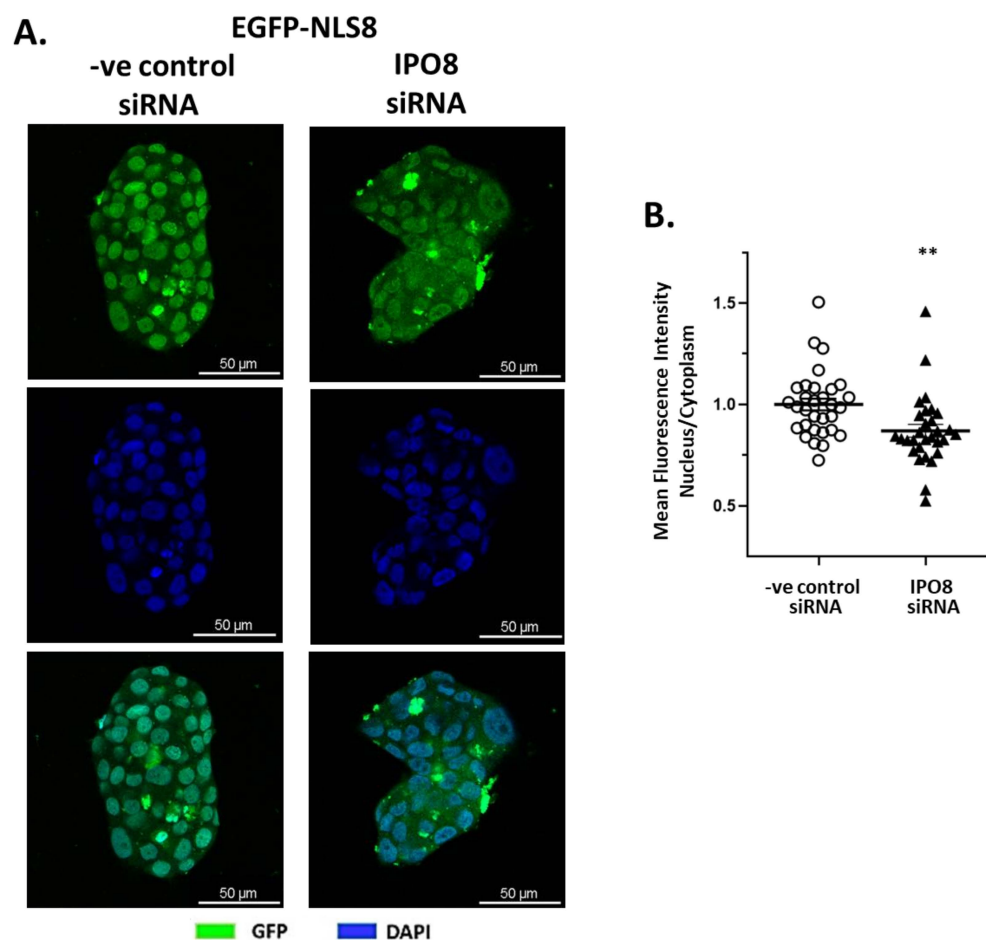 A.
EGFP-NLS8
-ve control
siRNA
IPO8
siRNA
50 µm
50 µm
50 µm
50 µm
50 µm
50 µm
GFP
DAPI
B.
**
Mean Fluorescence Intensity
Nucleus/Cytoplasm
1.5
1.0
0.5
-ve control
siRNA
IPO8
siRNA